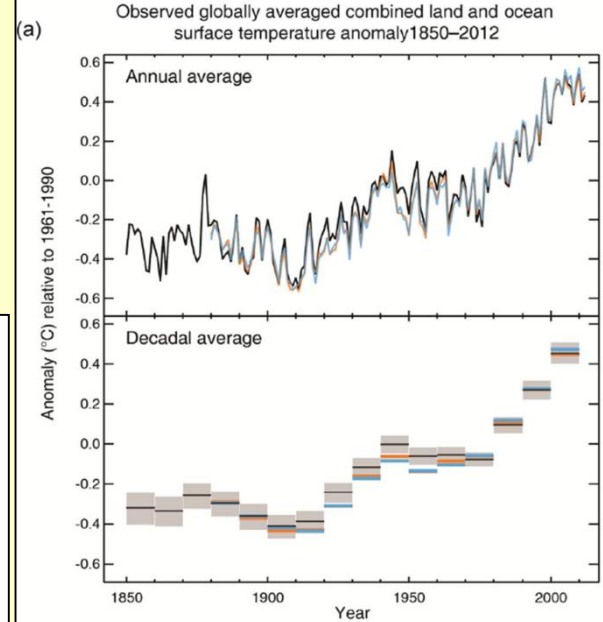 Observed globally averaged combined land and ocean
(a)
surface temperature anomaly1850–2012
Annual average
0.6
0.4
0.2
0.0
-0.2
-0.4
-0.6
Anomaly (°C) relative to 1961-1990
Decadal average
0.6
0.4
0.2
0.0
-0.2
-0.4
-0.6
1850
1900
1950
2000
Year